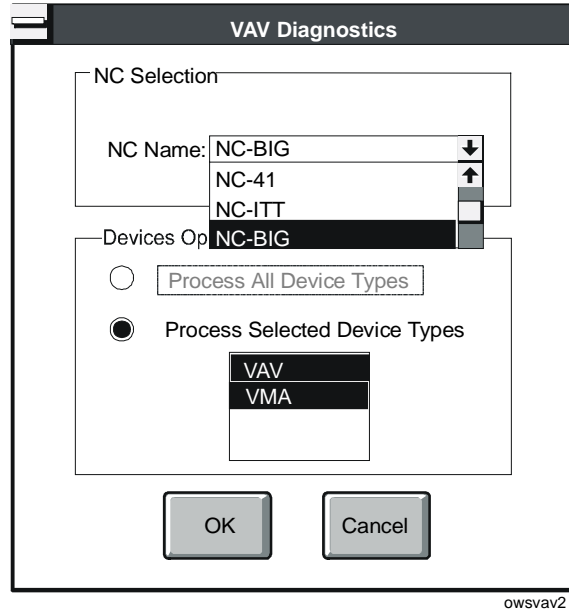 VAV Diagnostics
NC Selection
NC Name: NC-BIG
NC-41
NC-ITT
NC-BIG
Devices Op
Process All Device Types
Process Selected Device Types
VAV
VMA
OK
Cancel
owsvav2